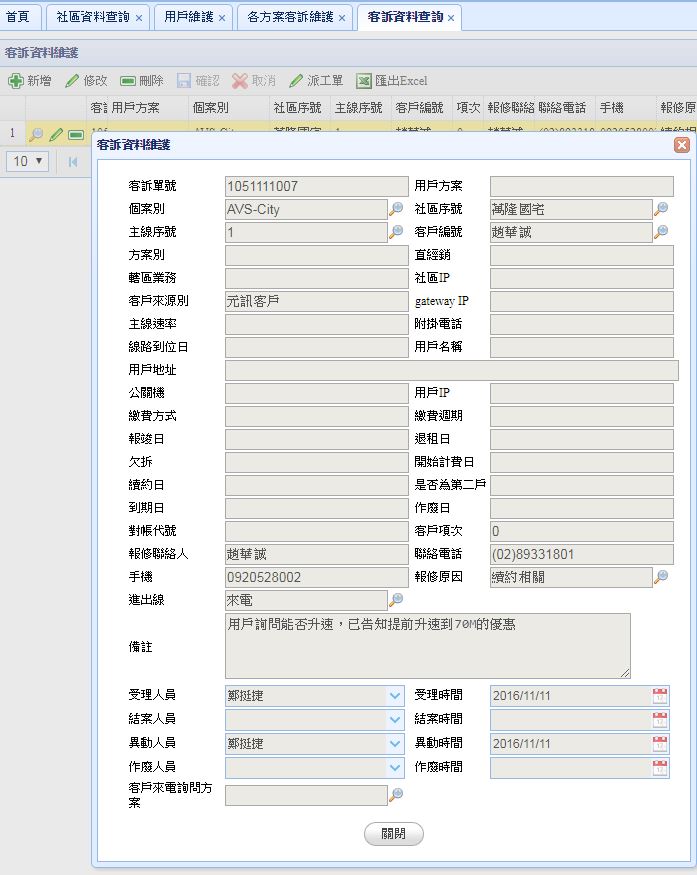 首頁 社區資料查詢 × 用戶維護 × 各方案客訴維護 × 客訴資料查詢 ×
客訴資料維護
新增 修改 刪除 確認 取消 派工單 匯出Excel
客訴 用戶方案 個案別 社區序號 主線序號 客戶編號 項次 報修聯絡 聯絡電話 手機 報修原
1
10
客訴資料維護
客訴單號 1051111007 用戶方案
個案別 AVS-City 社區序號 萬隆國宅
主線序號 1 客戶編號 趙華誠
方案別 直經銷
轄區業務 社區IP
客戶來源別 元訊客戶 gateway IP
主線速率 附掛電話
線路到位日 用戶名稱
用戶地址
公關機 用戶IP
繳費方式 繳費週期
報竣日 退租日
欠拆 開始計費日
續約日 是否為第二戶
到期日 作廢日
對帳代號 客戶項次 0
報修聯絡人 趙華誠 聯絡電話 (02)89331801
手機 0920528002 報修原因 續約相關
進出線 來電
備註 用戶詢問能否升速，已告知提前升速到70M的優惠
受理人員 鄭挺捷 受理時間 2016/11/11
結案人員 結案時間
異動人員 鄭挺捷 異動時間 2016/11/11
作廢人員 作廢時間
客戶來電詢問方
案
關閉